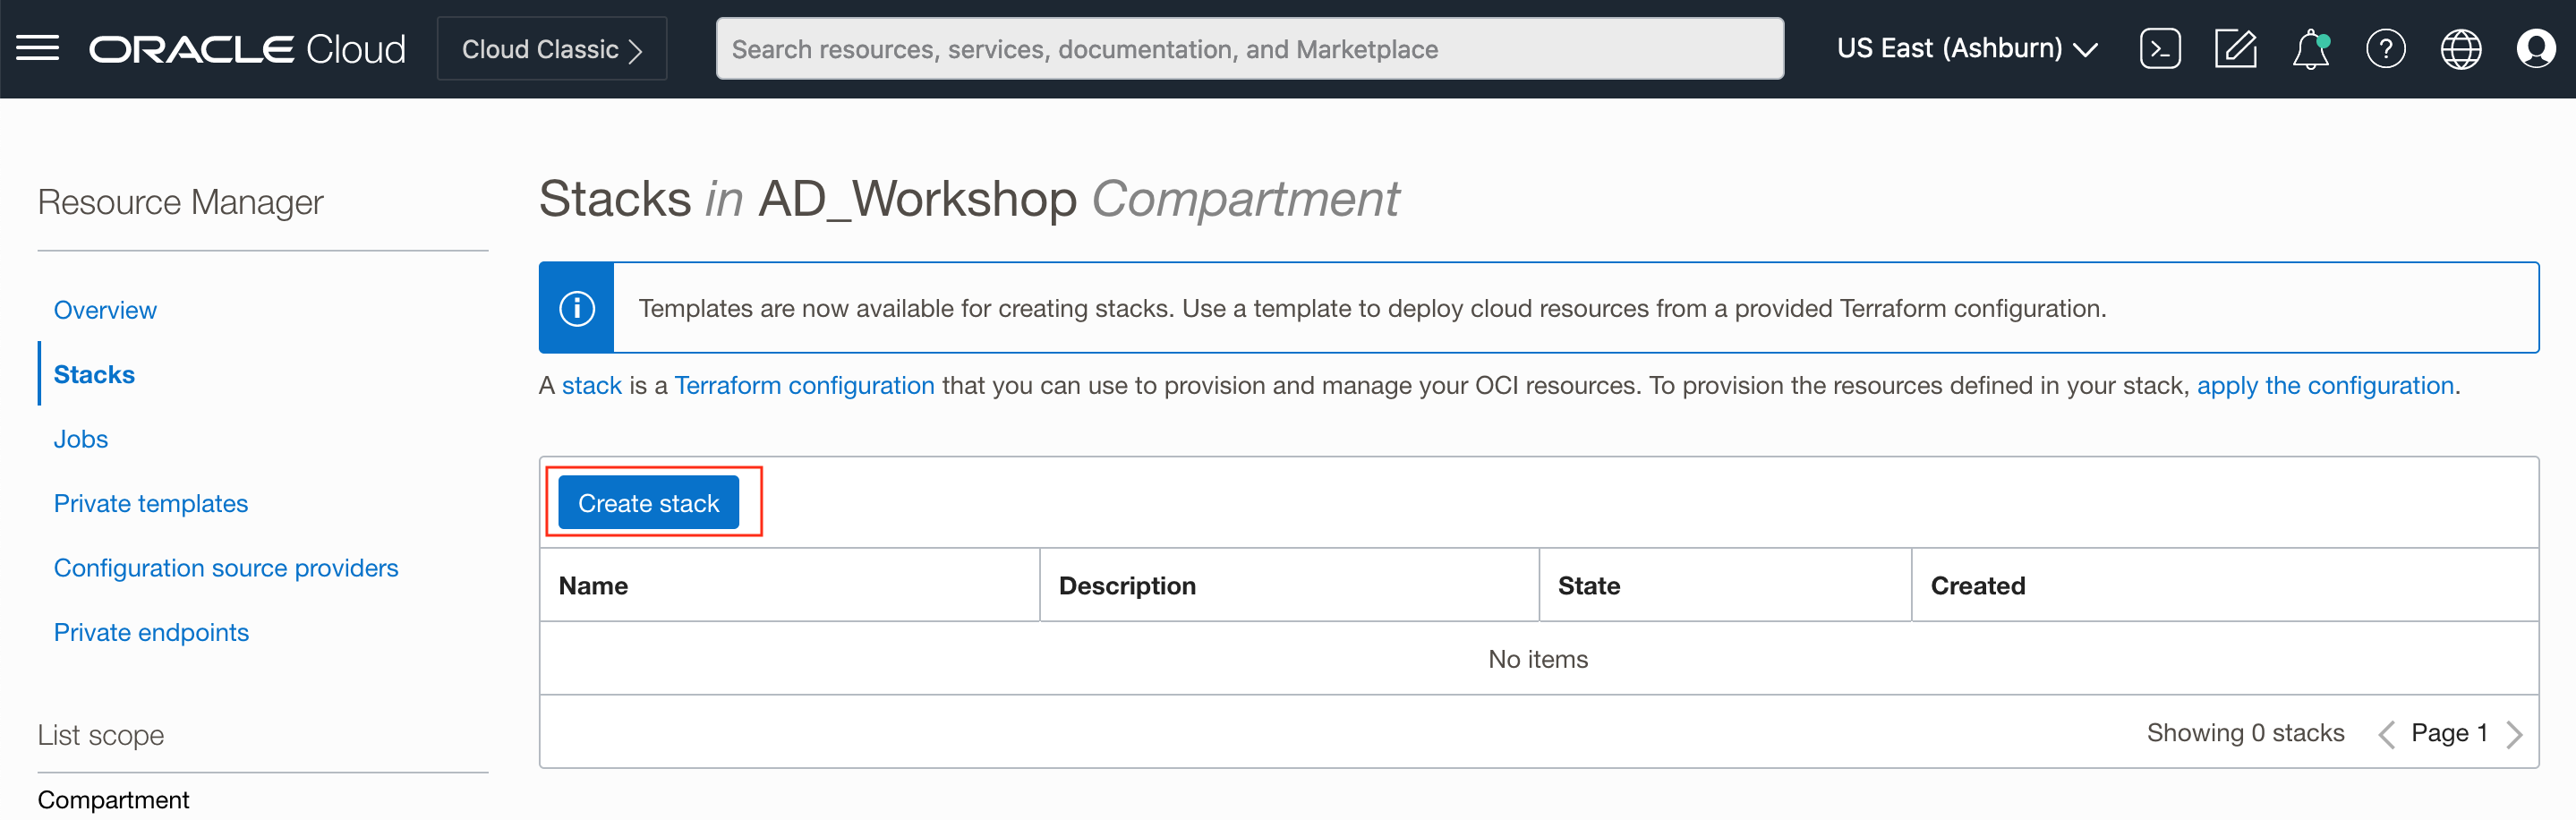 ORACLE Cloud
Cloud Classic
Search resources, services, documentation, and Marketplace
US East (Ashburn)
Resource Manager
Overview
Stacks
Jobs
Private templates
Configuration source providers
Private endpoints
List scope
Compartment
Stacks in AD_Workshop Compartment
Templates are now available for creating stacks. Use a template to deploy cloud resources from a provided Terraform configuration.
A stack is a Terraform configuration that you can use to provision and manage your OCI resources. To provision the resources defined in your stack, apply the configuration.
Create stack
Name Description State Created
No items
Showing 0 stacks Page 1